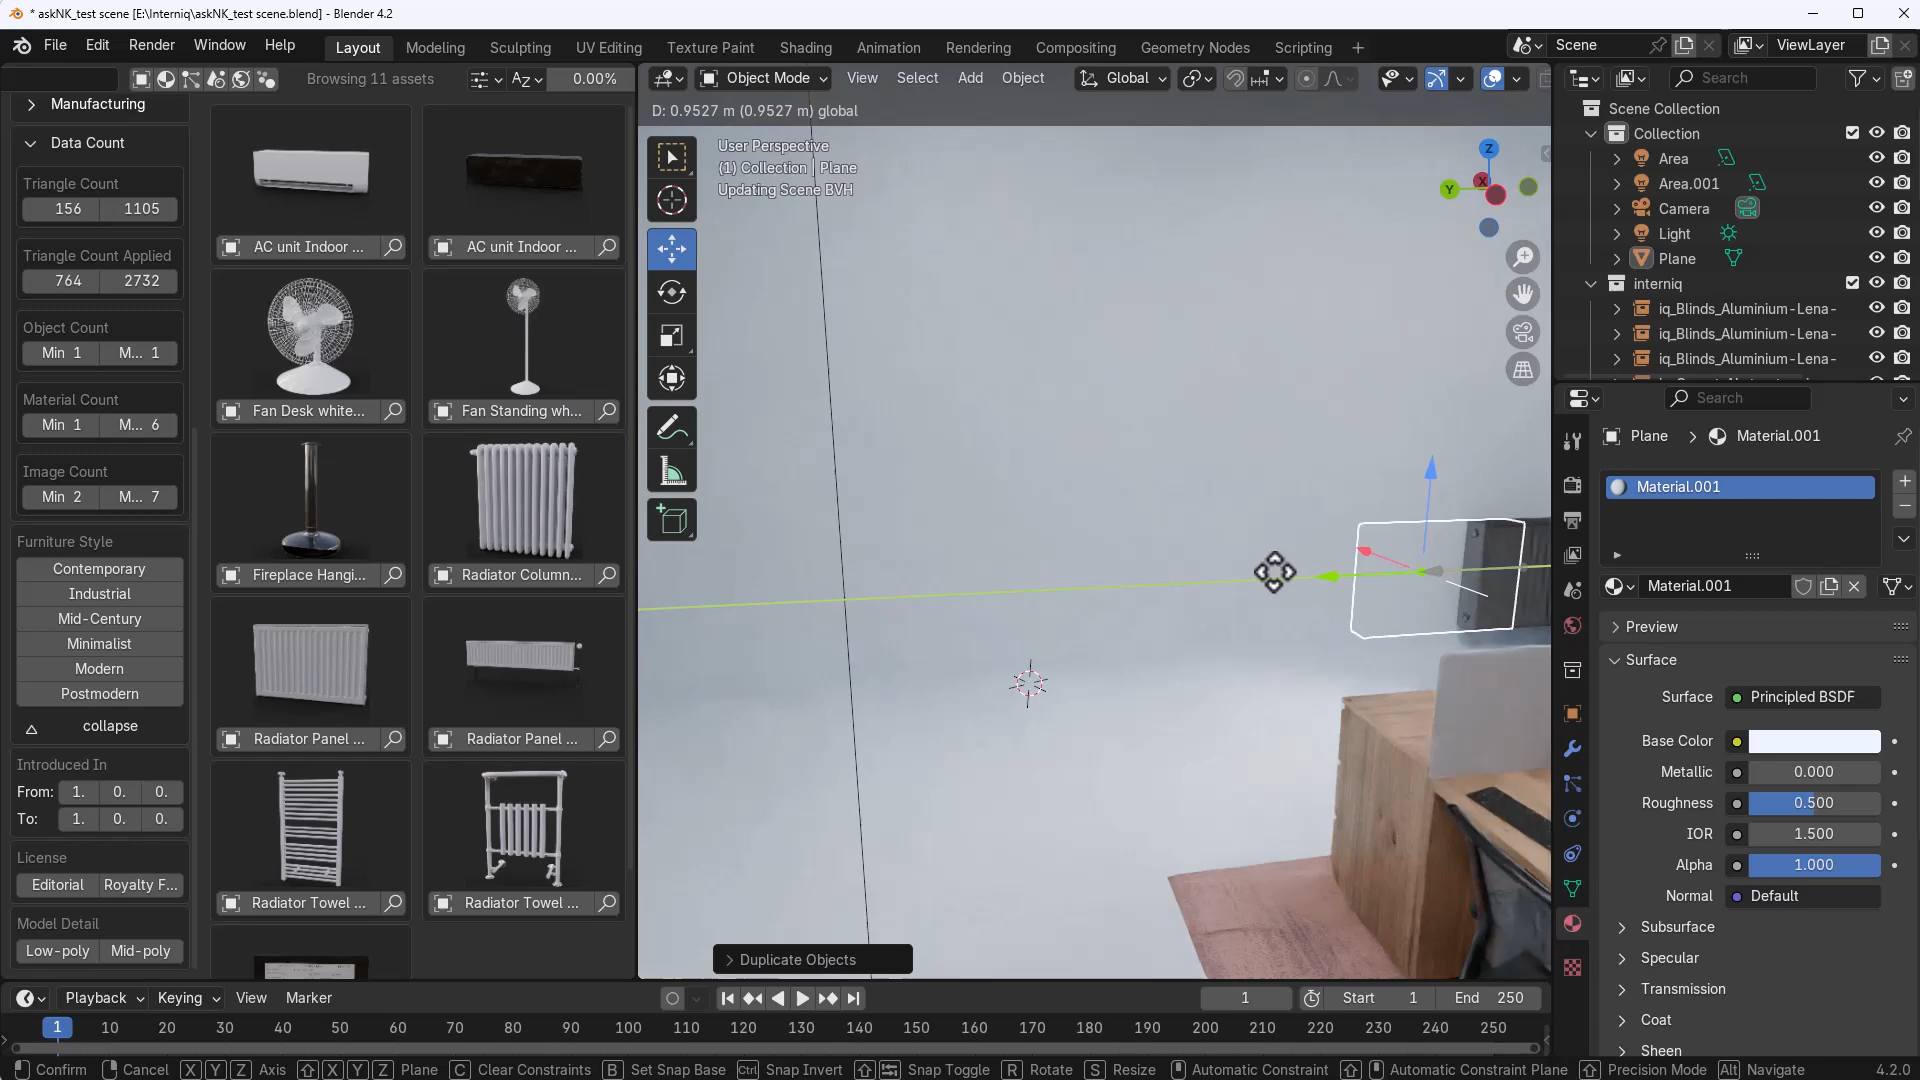 * askNK_test scene [E:\Interniq\askNK_test scene.blend] - Blender 4.2
File Edit Render Window Help
Layout Modeling Sculpting UV Editing Texture Paint Shading Animation Rendering Compositing Geometry Nodes Scripting +
Scene
ViewLayer
Browsing 11 assets
0.00%
Manufacturing
Data Count
Triangle Count
156 1105
Triangle Count Applied
764 2732
Object Count
Min 1 M... 1
Material Count
Min 1 M... 6
Image Count
Min 2 M... 7
Furniture Style
Contemporary
Industrial
Mid-Century
Minimalist
Modern
Postmodern
collapse
Introduced In
From: 1. 0. 0.
To: 1. 0. 0.
License
Editorial Royalty F...
Model Detail
Low-poly Mid-poly
AC unit Indoor ...
AC unit Indoor ...
Fan Desk white...
Fan Standing wh...
Fireplace Hangi...
Radiator Column...
Radiator Panel ...
Radiator Panel ...
Radiator Towel ...
Radiator Towel ...
Object Mode View Select Add Object Global
D: 0.9527 m (0.9527 m) global
User Perspective
(1) Collection | Plane
Updating Scene BVH
Z
Y
X
Duplicate Objects
Search
Scene Collection
Collection
Area
Area.001
Camera
Light
Plane
interniq
iq_Blinds_Aluminium-Lena-
iq_Blinds_Aluminium-Lena-
iq_Blinds_Aluminium-Lena-
Search
Plane > Material.001
Material.001
Material.001
Preview
Surface
Surface Principled BSDF
Base Color
Metallic 0.000
Roughness 0.500
IOR 1.500
Alpha 1.000
Normal Default
Subsurface
Specular
Transmission
Coat
Sheen
Playback Keying View Marker
1 Start 1 End 250
1 10 20 30 40 50 60 70 80 90 100 110 120 130 140 150 160 170 180 190 200 210 220 230 240 250
Confirm Cancel X Y Z Axis X Y Z Plane C Clear Constraints B Set Snap Base Ctrl Snap Invert Snap Toggle R Rotate S Resize Automatic Constraint Automatic Constraint Plane Precision Mode Alt Navigate 4.2.0